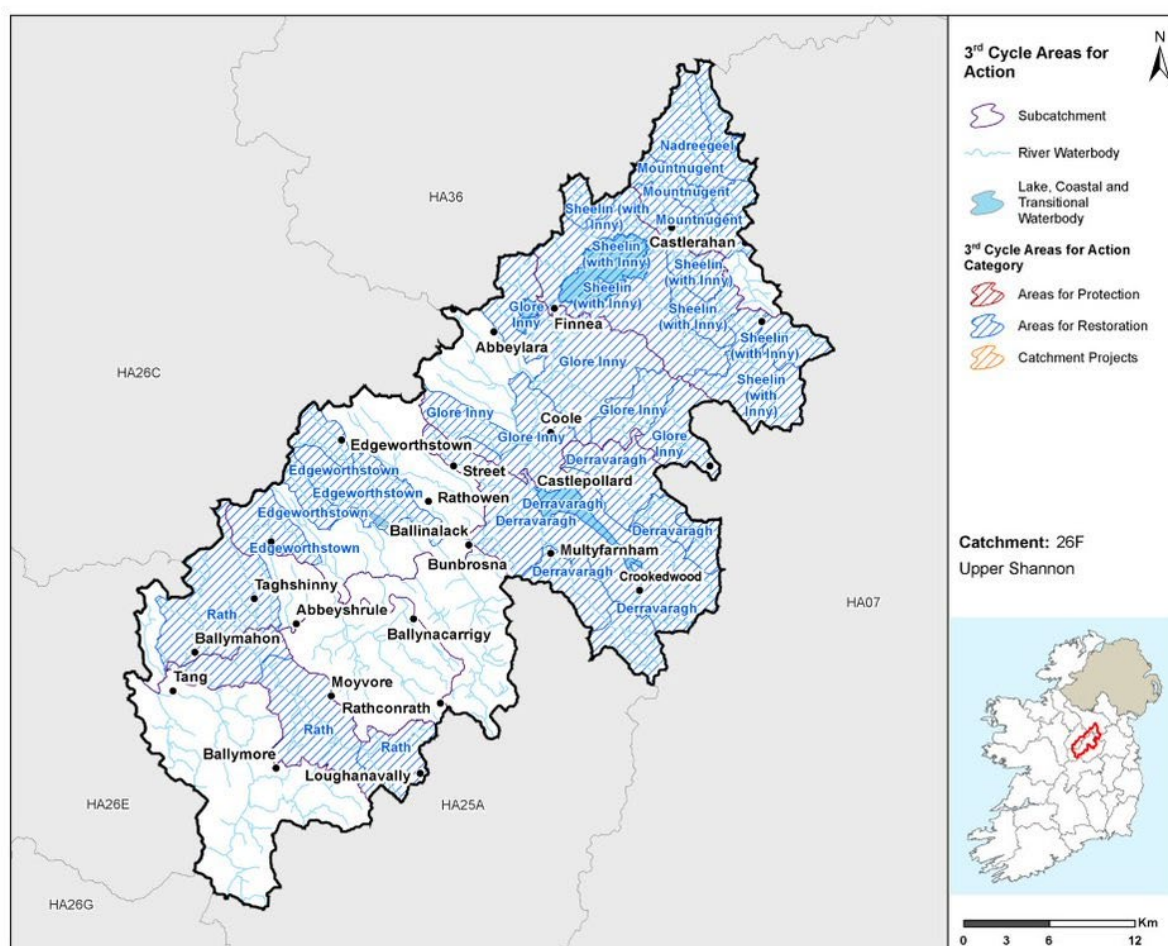 HA36
HA26C
HA07
HA26E
HA25A
HA26G
Nadreegeel
Mountnugent
Mountnugent
Mountnugent
Castlerahan
Sheelin (with
Inny)
Sheelin
(with Inny)
Sheelin
(with Inny)
Sheelin
(with Inny)
Sheelin
(with Inny)
Sheelin
(with Inny)
Sheelin
(with
Inny)
Glore
Inny
Finnea
Abbeylara
Glore Inny
Glore Inny
Coole
Glore Inny
Glore Inny
Glore
Inny
Edgeworthstown
Street
Derravaragh
Castlepollard
Edgeworthstown
Edgeworthstown
Rathowen
Edgeworthstown
Derravaragh
Derravaragh
Derravaragh
Ballinalack
Edgeworthstown
Bunbrosna
Multyfarnham
Derravaragh
Crookedwood
Derravaragh
Taghshinny
Rath
Abbeyshrule
Ballynacarrigy
Ballymahon
Tang
Moyvore
Rathconrath
Rath
Rath
Ballymore
Loughanavally
N
3rd Cycle Areas for
Action
Subcatchment
River Waterbody
Lake, Coastal and
Transitional
Waterbody
3rd Cycle Areas for Action
Category
Areas for Protection
Areas for Restoration
Catchment Projects
Catchment: 26F
Upper Shannon
Km
0 3 6 12